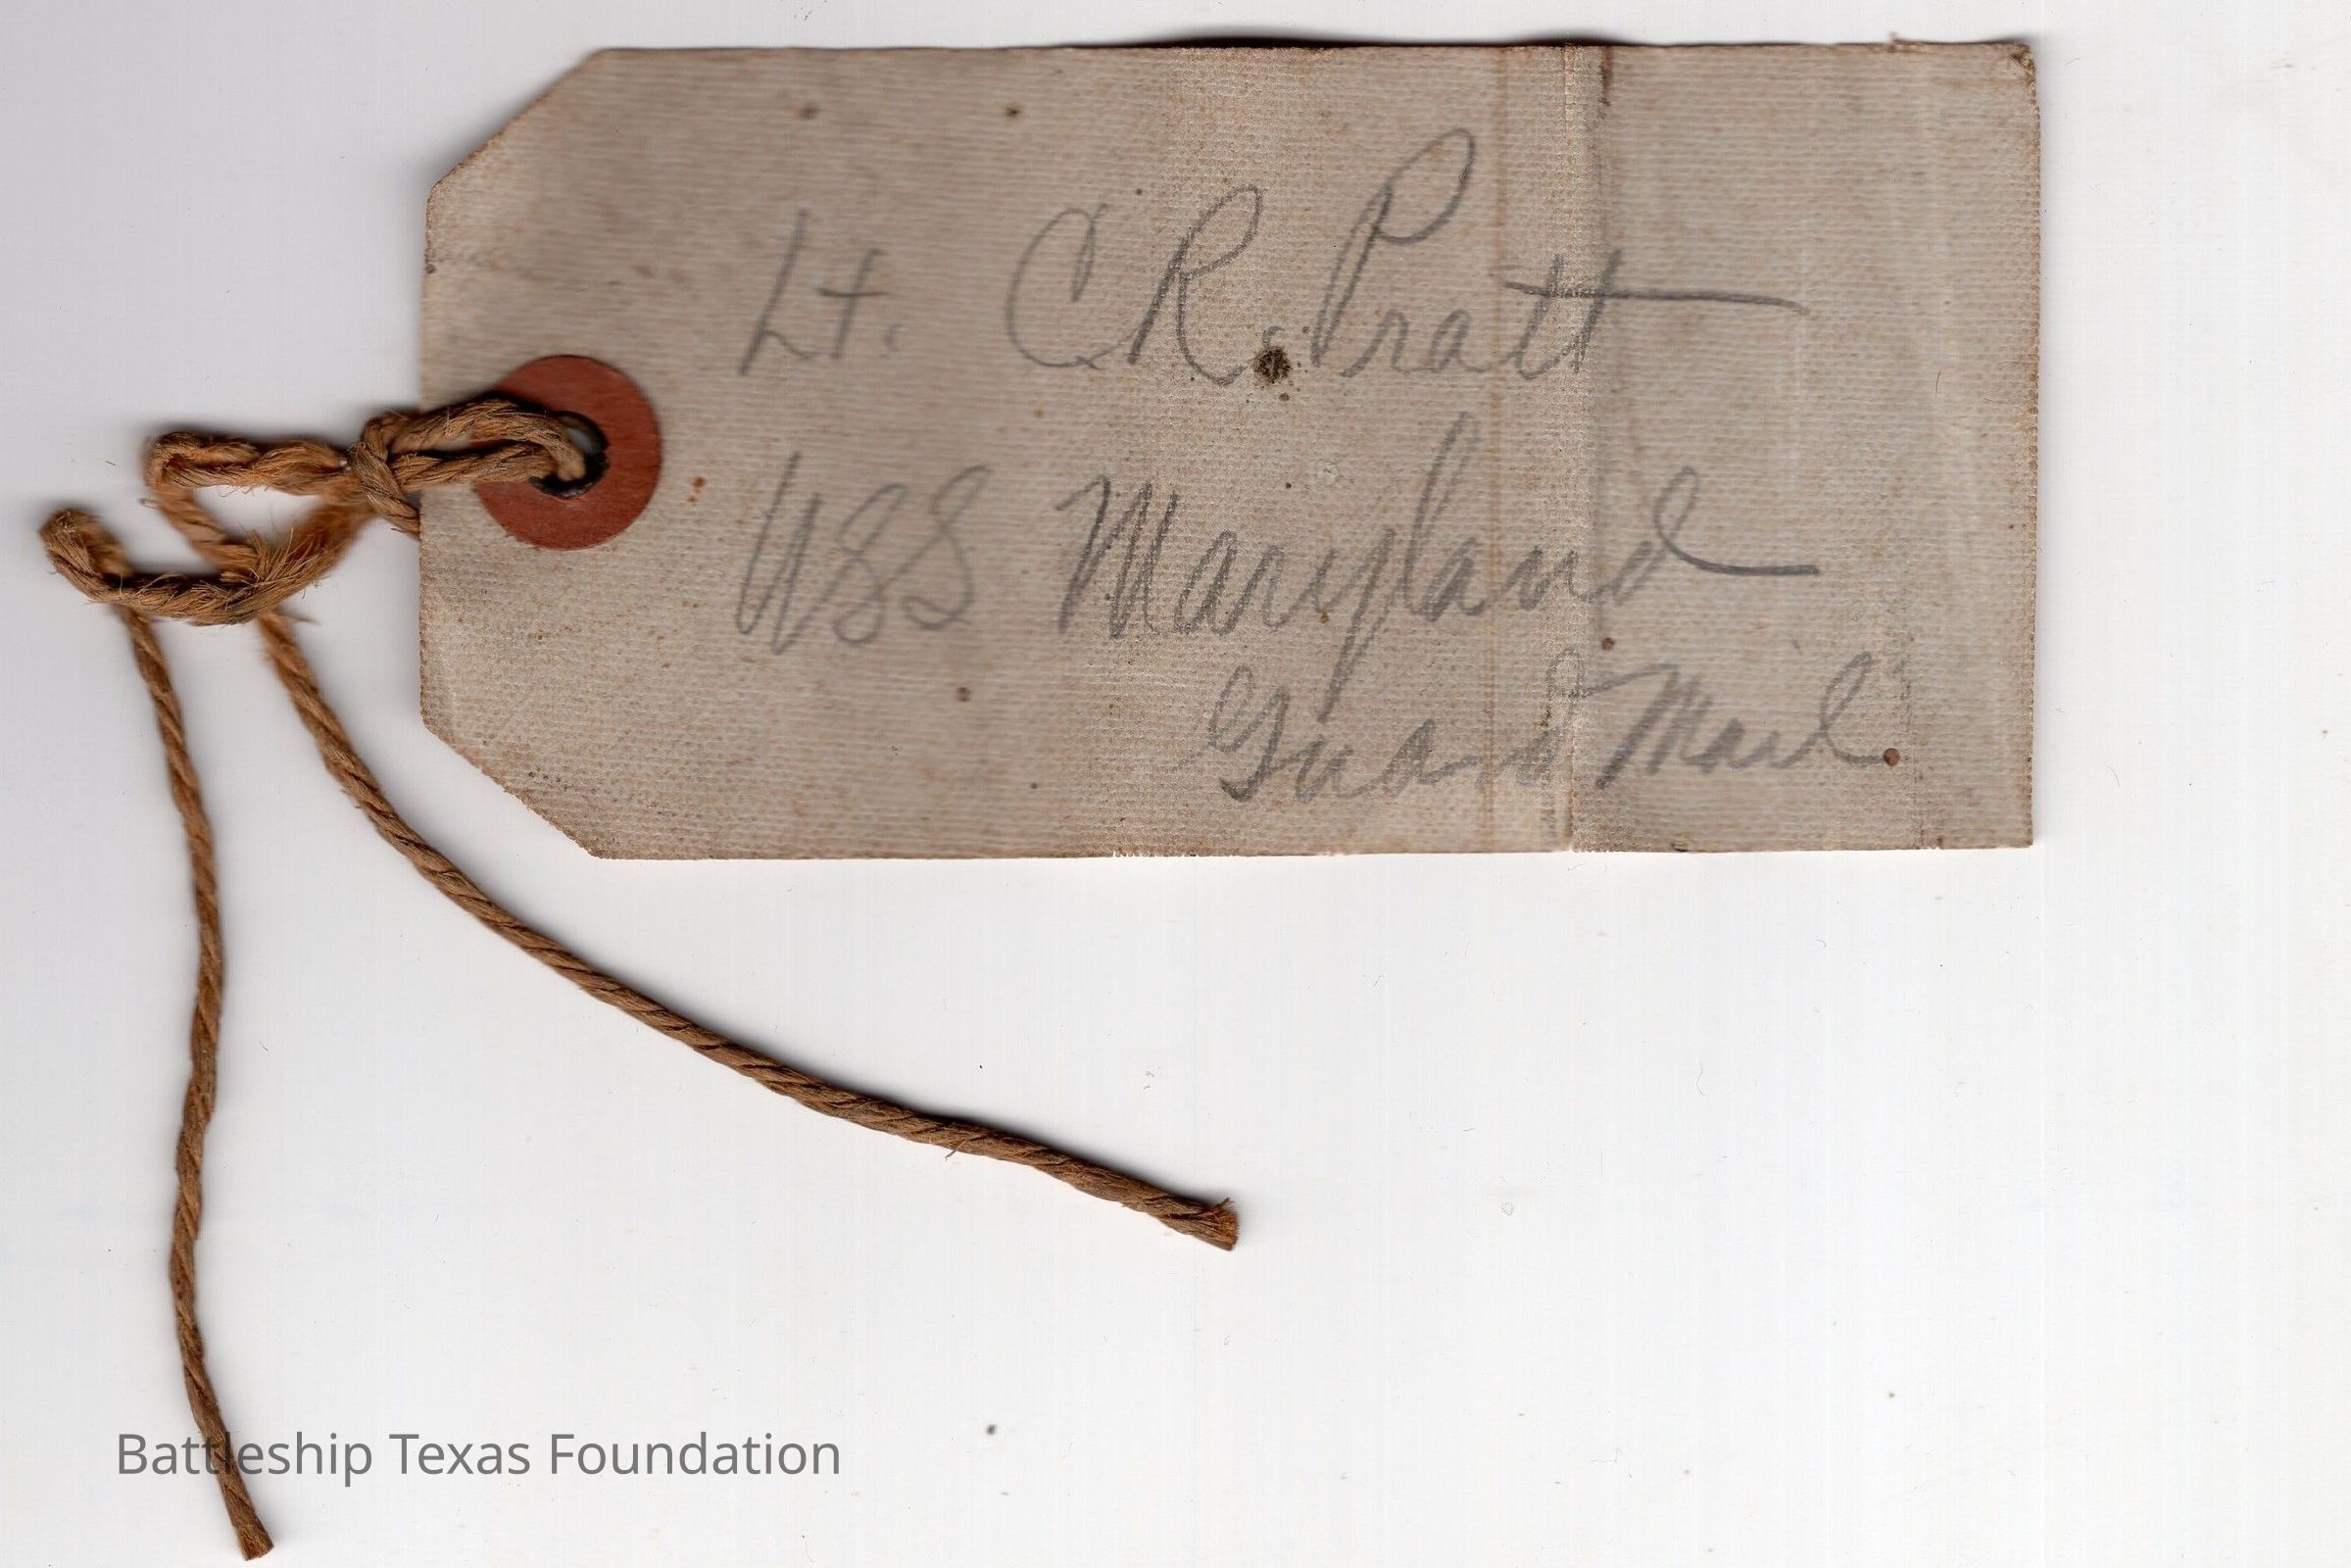 Lt. C R. Pratt
USS Maryland
Guard Mail
Battleship Texas Foundation